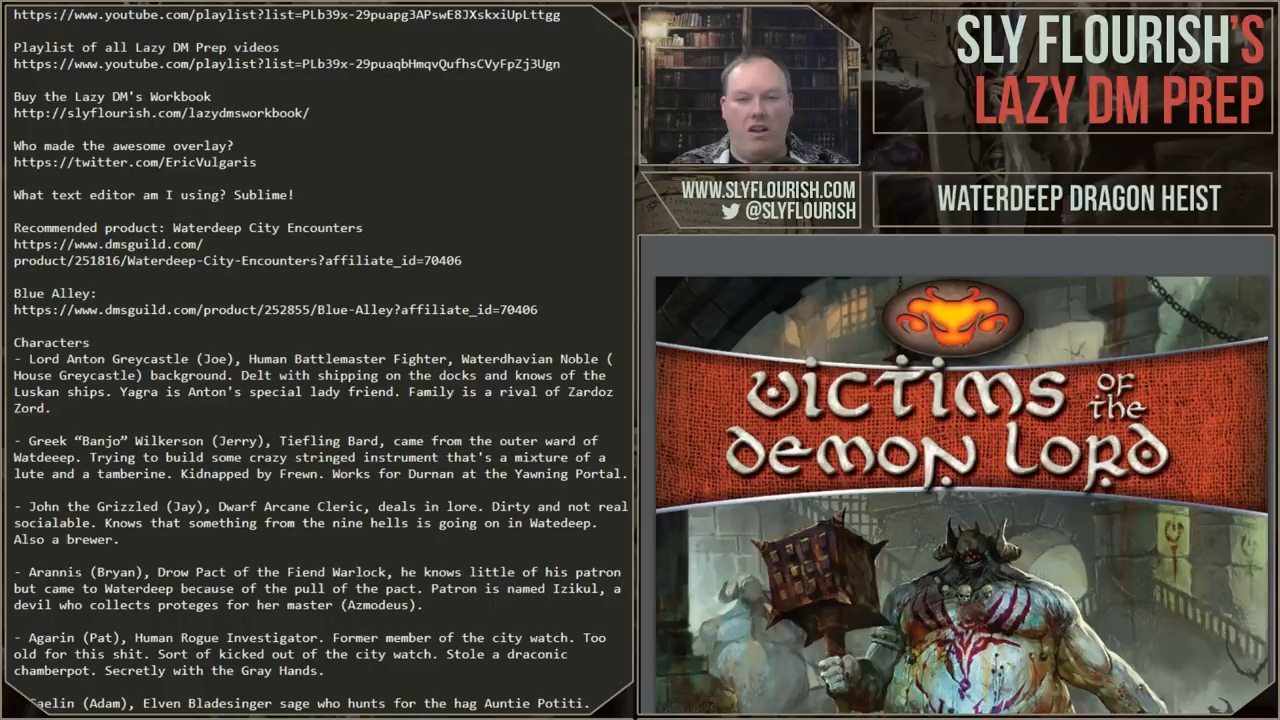 https://www.youtube.com/playlist?list=PLb39x-29puapg3APswE8JXskxiUpLttgg
Playlist of all Lazy DM Prep videos
https://www.youtube.com/playlist?list=PLb39x-29puaqbHmqvQufhsCVyFpZj3Ugn
Buy the Lazy DM's Workbook
http://slyflourish.com/lazydmsworkbook/
Who made the awesome overlay?
https://twitter.com/EricVulgaris
What text editor am I using? Sublime!
Recommended product: Waterdeep City Encounters
https://www.dmsguild.com/
product/251816/Waterdeep-City-Encounters?affiliate_id=70406
Blue Alley:
https://www.dmsguild.com/product/252855/Blue-Alley?affiliate_id=70406
Characters
- Lord Anton Greycastle (Joe), Human Battlemaster Fighter, Waterdhavian Noble (
House Greycastle) background. Delt with shipping on the docks and knows of the
Luskan ships. Yagra is Anton's special lady friend. Family is a rival of Zardoz
Zord.
- Greek “Banjo” Wilkerson (Jerry), Tiefling Bard, came from the outer ward of
Watdeeep. Trying to build some crazy stringed instrument that's a mixture of a
lute and a tamberine. Kidnapped by Frewn. Works for Durnan at the Yawning Portal.
- John the Grizzled (Jay), Dwarf Arcane Cleric, deals in lore. Dirty and not real
socialable. Knows that something from the nine hells is going on in Watedeep.
Also a brewer.
- Arannis (Bryan), Drow Pact of the Fiend Warlock, he knows little of his patron
but came to Waterdeep because of the pull of the pact. Patron is named Izikul, a
devil who collects proteges for her master (Azmodeus).
- Agarin (Pat), Human Rogue Investigator. Former member of the city watch. Too
old for this shit. Sort of kicked out of the city watch. Stole a draconic
chamberpot. Secretly with the Gray Hands.
aelin (Adam), Elven Bladesinger sage who hunts for the hag Auntie Potiti.
WWW.SLYFLOURISH.COM
@SLYFLOURISH
SLY FLOURISH'S
LAZY DM PREP
WATERDEEP DRAGON HEIST
VICTIMS OF
THE
DEMON LORD